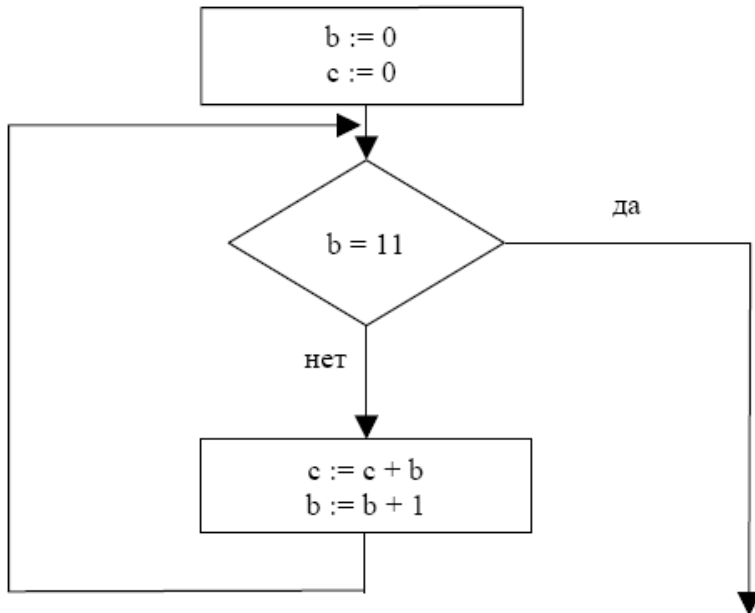 b := 0
c := 0
да
b = 11
нет
c := c + b
b := b + 1